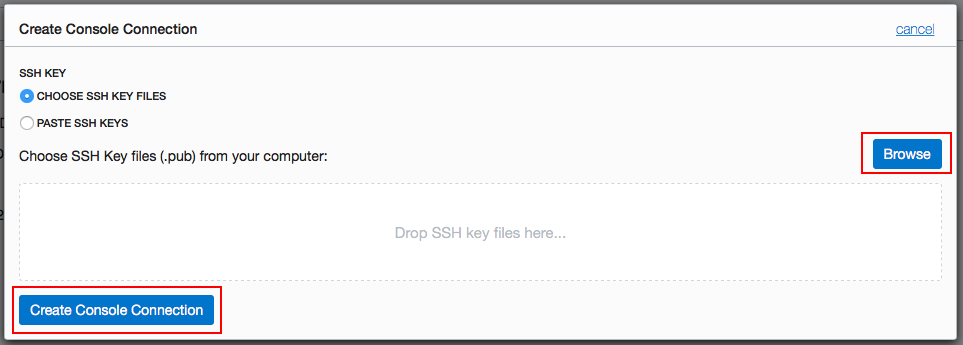 Create Console Connection cancel
SSH KEY
CHOOSE SSH KEY FILES
PASTE SSH KEYS
Choose SSH Key files (.pub) from your computer: Browse
Drop SSH key files here...
Create Console Connection